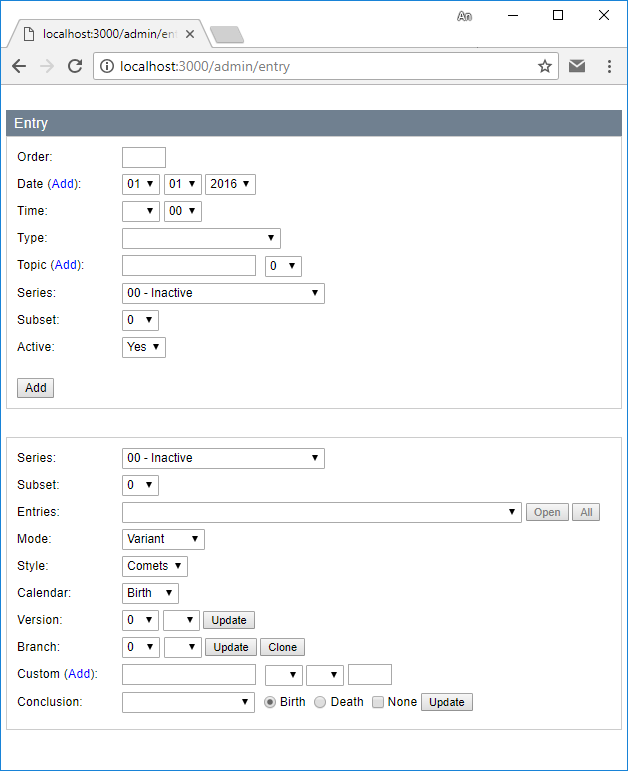 An
localhost:3000/admin/ent
localhost:3000/admin/entry
Entry
Order:
Date (Add): 01 01 2016
Time: 00
Type:
Topic (Add): 0
Series: 00 - Inactive
Subset: 0
Active: Yes
Add
Series: 00 - Inactive
Subset: 0
Entries: Open All
Mode: Variant
Style: Comets
Calendar: Birth
Version: 0 Update
Branch: 0 Update Clone
Custom (Add):
Conclusion: Birth Death None Update